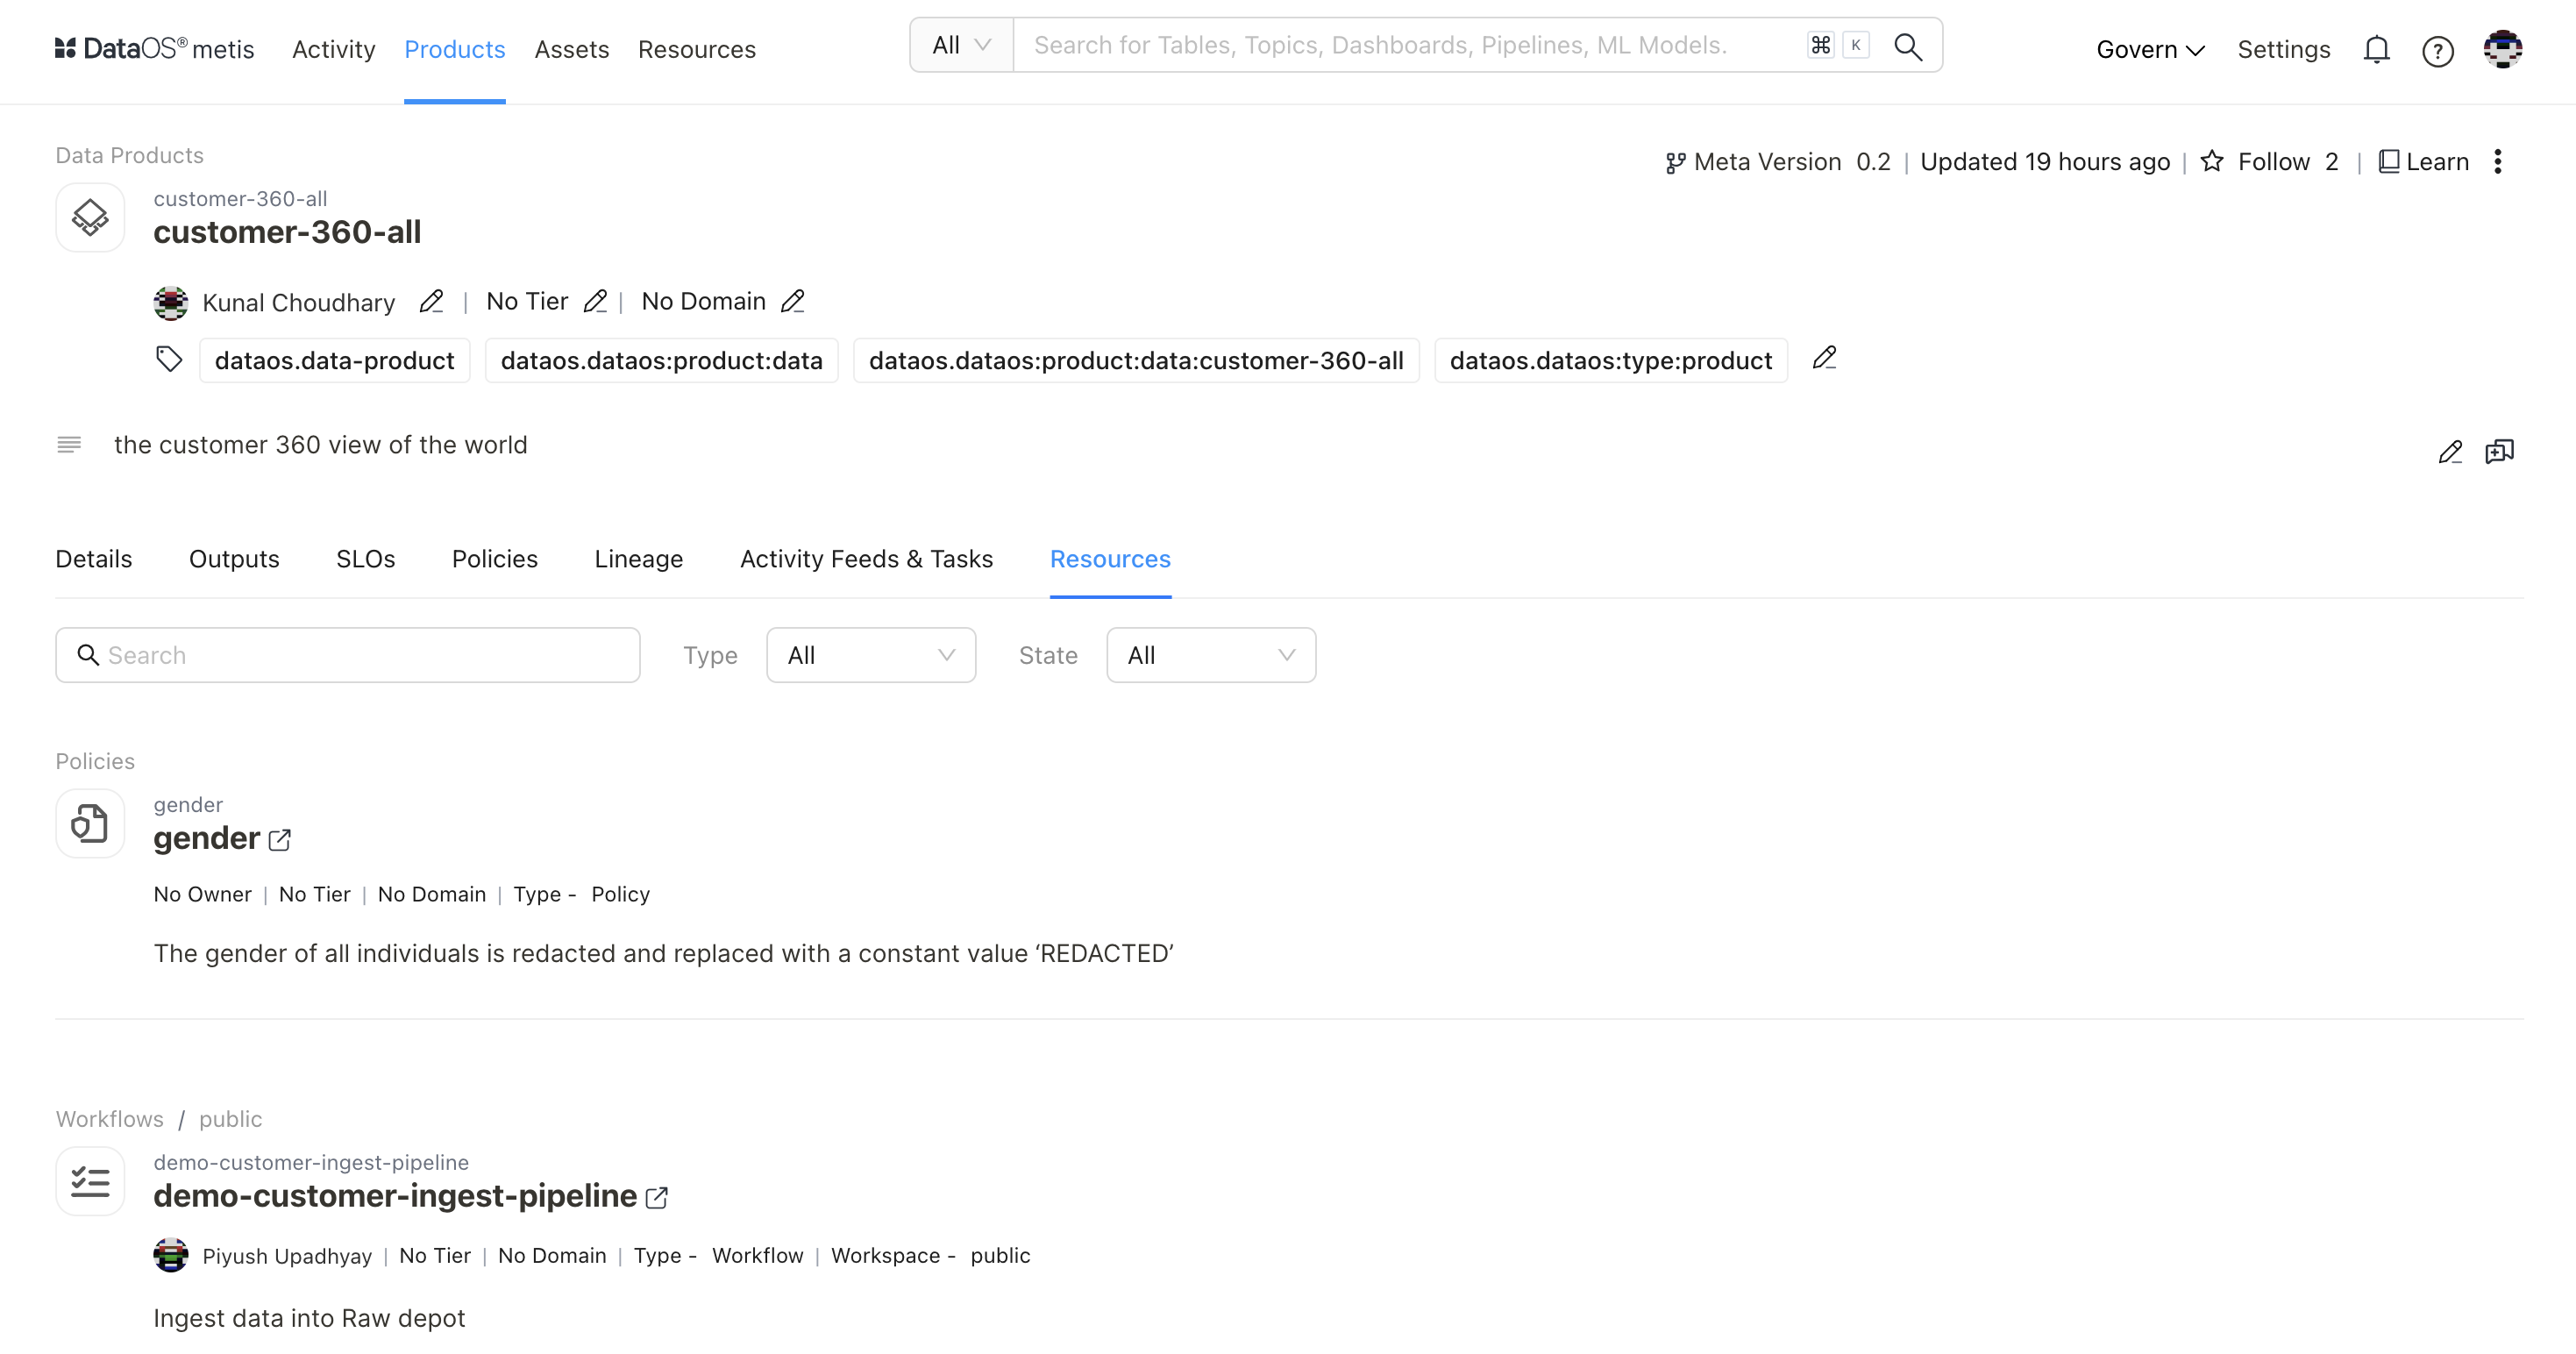 DataOS® metis Activity Products Assets Resources All Search for Tables, Topics, Dashboards, Pipelines, ML Models. ⌘ K Govern Settings ?
Data Products
Meta Version 0.2 | Updated 19 hours ago | Follow 2 | Learn
customer-360-all
customer-360-all
Kunal Choudhary | No Tier | No Domain
dataos.data-product dataos.dataos:product:data dataos.dataos:product:data:customer-360-all dataos.dataos:type:product
the customer 360 view of the world
Details Outputs SLOs Policies Lineage Activity Feeds & Tasks Resources
Search Type All State All
Policies
gender
gender
No Owner | No Tier | No Domain | Type - Policy
The gender of all individuals is redacted and replaced with a constant value ‘REDACTED’
Workflows / public
demo-customer-ingest-pipeline
demo-customer-ingest-pipeline
Piyush Upadhyay | No Tier | No Domain | Type - Workflow | Workspace - public
Ingest data into Raw depot